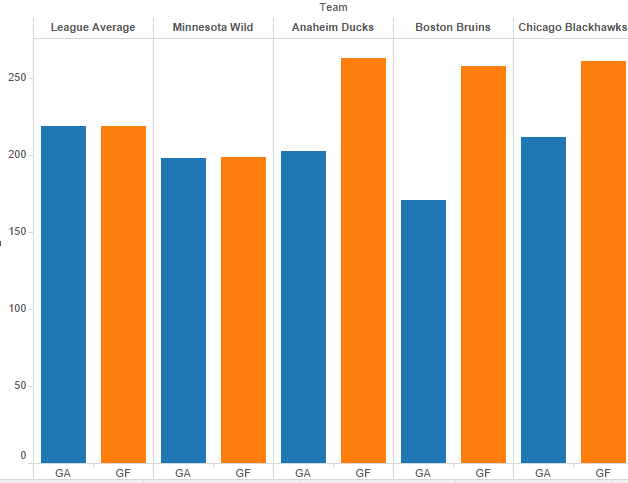 Team
League Average Minnesota Wild Anaheim Ducks Boston Bruins Chicago Blackhawks
250
200
150
100
50
0
GA GF GA GF GA GF GA GF GA GF